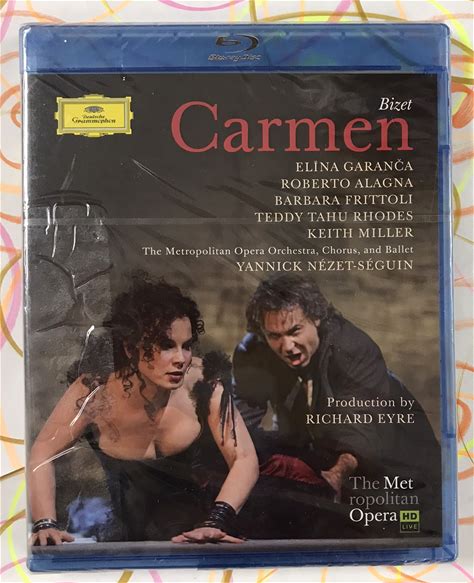 Blu-ray Disc
Deutsche
Grammophon
Bizet
Carmen
ELĪNA GARANČA
ROBERTO ALAGNA
BARBARA FRITTOLI
TEDDY TAHU RHODES
KEITH MILLER
The Metropolitan Opera Orchestra, Chorus, and Ballet
YANNICK NÉZET-SÉGUIN
Production by
RICHARD EYRE
The Met
ropolitan
Opera HD
LIVE